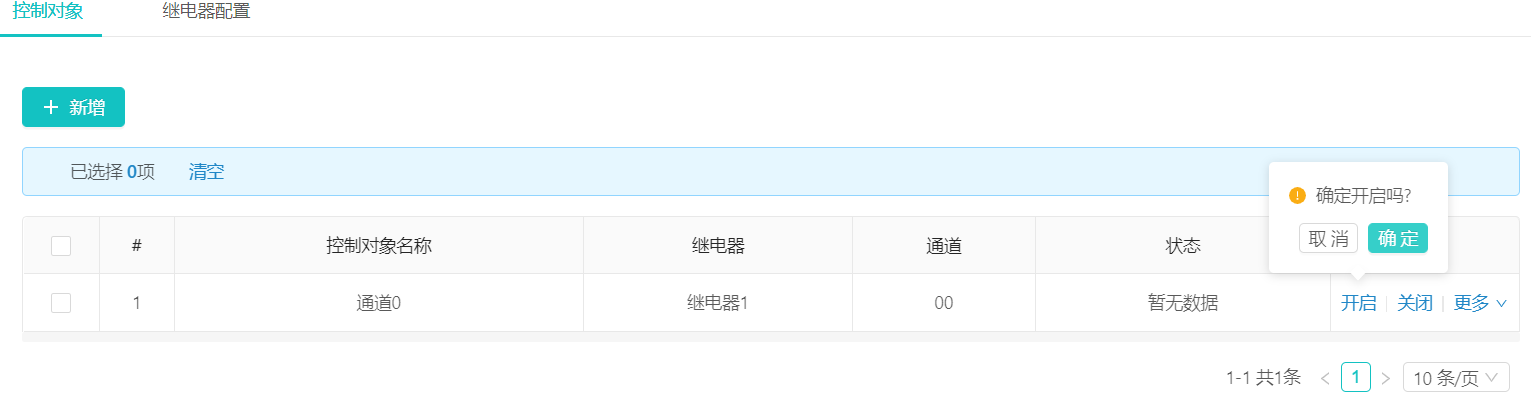 控制对象 继电器配置
+ 新增
已选择 0项 清空
确定开启吗?
取消 确定
# 控制对象名称 继电器 通道 状态
1 通道0 继电器1 00 暂无数据 开启 关闭 更多
1-1 共1条 < 1 > 10 条/页